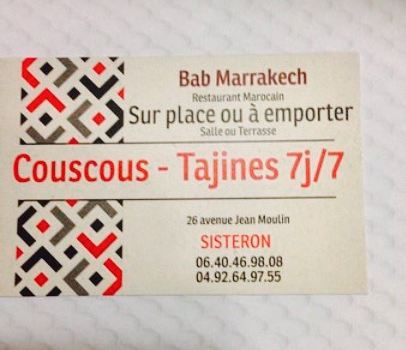 Bab Marrakech
Restaurant Marocain
Sur place ou à emporter
Salle ou Terrasse
Couscous - Tajines 7j/7
26 avenue Jean Moulin
SISTERON
06.40.46.98.08
04.92.64.97.55